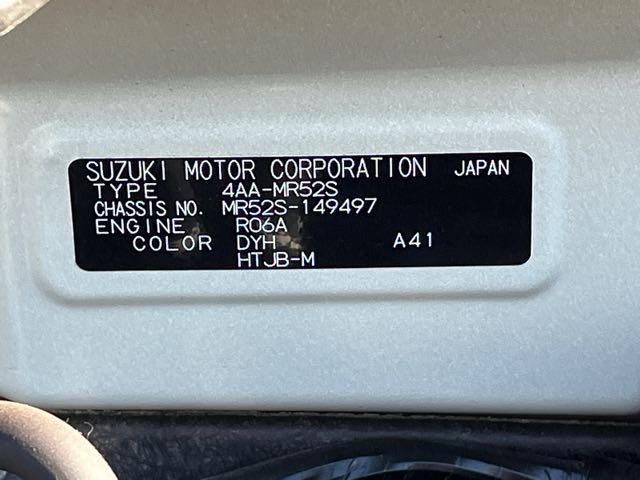 SUZUKI MOTOR CORPORATION JAPAN
TYPE 4AA-MR52S
CHASSIS NO. MR52S-149497
ENGINE R06A
COLOR DYH A41
HTJB-M